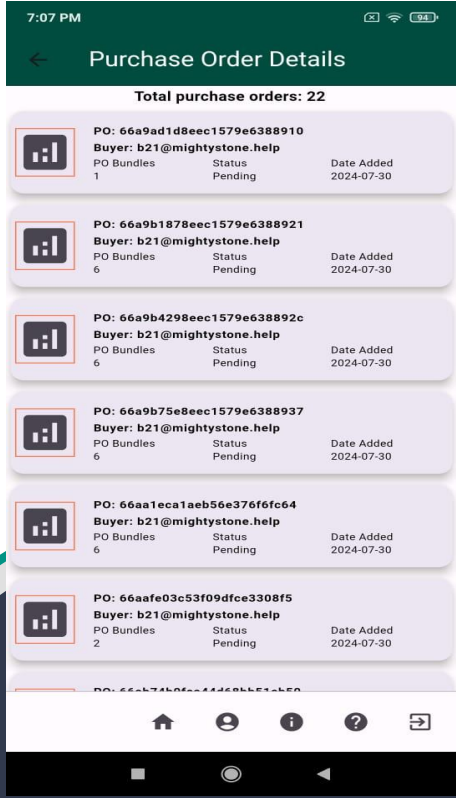 7:07 PM
94
Purchase Order Details
Total purchase orders: 22
PO: 66a9ad1d8eec1579e6388910
Buyer: b21@mightystone.help
PO Bundles Status Date Added
1 Pending 2024-07-30
PO: 66a9b1878eec1579e6388921
Buyer: b21@mightystone.help
PO Bundles Status Date Added
6 Pending 2024-07-30
PO: 66a9b4298eec1579e638892c
Buyer: b21@mightystone.help
PO Bundles Status Date Added
6 Pending 2024-07-30
PO: 66a9b75e8eec1579e6388937
Buyer: b21@mightystone.help
PO Bundles Status Date Added
6 Pending 2024-07-30
PO: 66aa1eca1aeb56e376f6fc64
Buyer: b21@mightystone.help
PO Bundles Status Date Added
6 Pending 2024-07-30
PO: 66aafe03c53f09dfce3308f5
Buyer: b21@mightystone.help
PO Bundles Status Date Added
2 Pending 2024-07-30
PO: